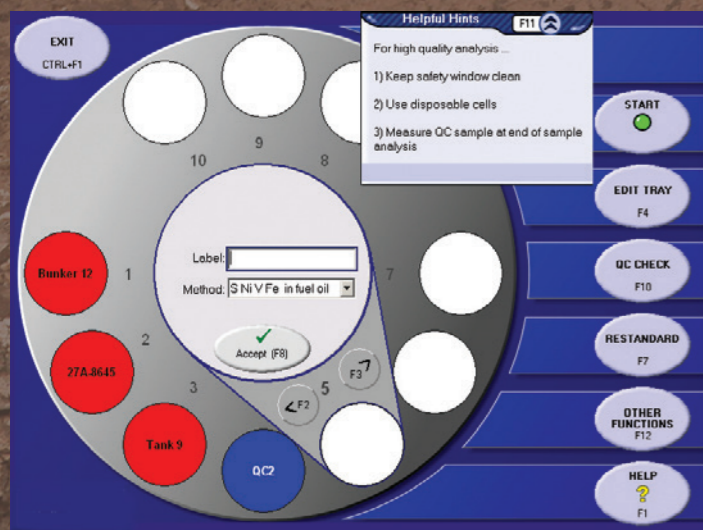 EXIT
CTRL+F1
Helpful Hints
F11
For high quality analysis ...
1) Keep safety window clean
2) Use disposable cells
3) Measure QC sample at end of sample
analysis
START
EDIT TRAY
F4
QC CHECK
F10
RESTANDARD
F7
OTHER
FUNCTIONS
F12
HELP
?
F1
10
9
8
7
1
2
3
5
Bunker 12
27A-8645
Tank 9
QC2
Label:
Method: S Ni V Fe in fuel oil
Accept (F8)
<F2
F3